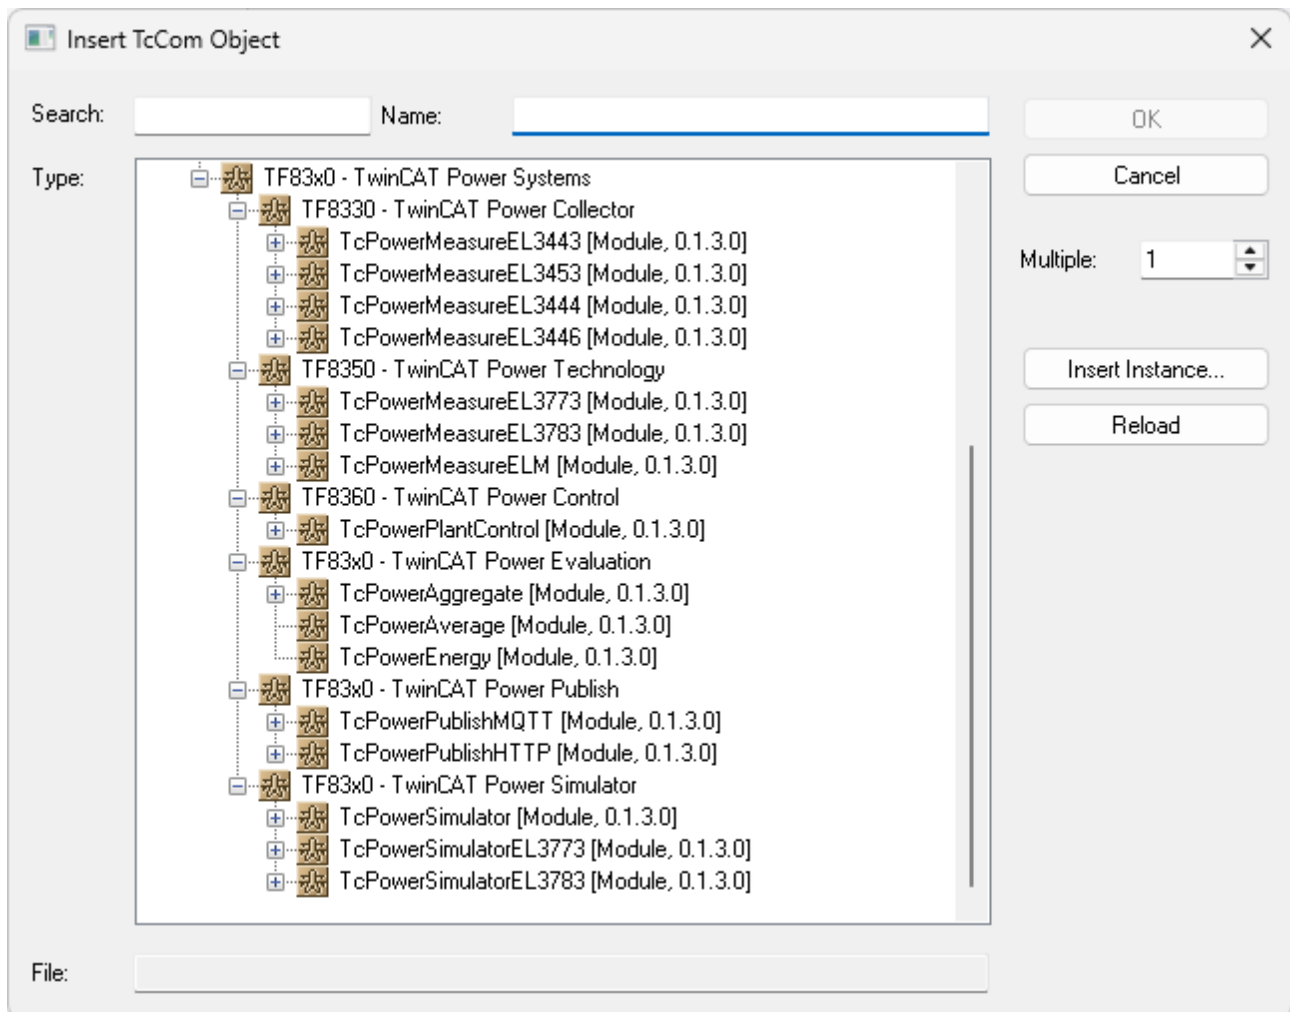 Insert TcCom Object
Search:
Name:
OK
Type:
TF83x0 - TwinCAT Power Systems
Cancel
TF8330 - TwinCAT Power Collector
TcPowerMeasureEL3443 [Module, 0.1.3.0]
Multiple:
1
TcPowerMeasureEL3453 [Module, 0.1.3.0]
TcPowerMeasureEL3444 [Module, 0.1.3.0]
TcPowerMeasureEL3446 [Module, 0.1.3.0]
TF8350 - TwinCAT Power Technology
Insert Instance...
TcPowerMeasureEL3773 [Module, 0.1.3.0]
TcPowerMeasureEL3783 [Module, 0.1.3.0]
Reload
TcPowerMeasureELM [Module, 0.1.3.0]
TF8360 - TwinCAT Power Control
TcPowerPlantControl [Module, 0.1.3.0]
TF83x0 - TwinCAT Power Evaluation
TcPowerAggregate [Module, 0.1.3.0]
TcPowerAverage [Module, 0.1.3.0]
TcPowerEnergy [Module, 0.1.3.0]
TF83x0 - TwinCAT Power Publish
TcPowerPublishMQTT [Module, 0.1.3.0]
TcPowerPublishHTTP [Module, 0.1.3.0]
TF83x0 - TwinCAT Power Simulator
TcPowerSimulator [Module, 0.1.3.0]
TcPowerSimulatorEL3773 [Module, 0.1.3.0]
TcPowerSimulatorEL3783 [Module, 0.1.3.0]
File: